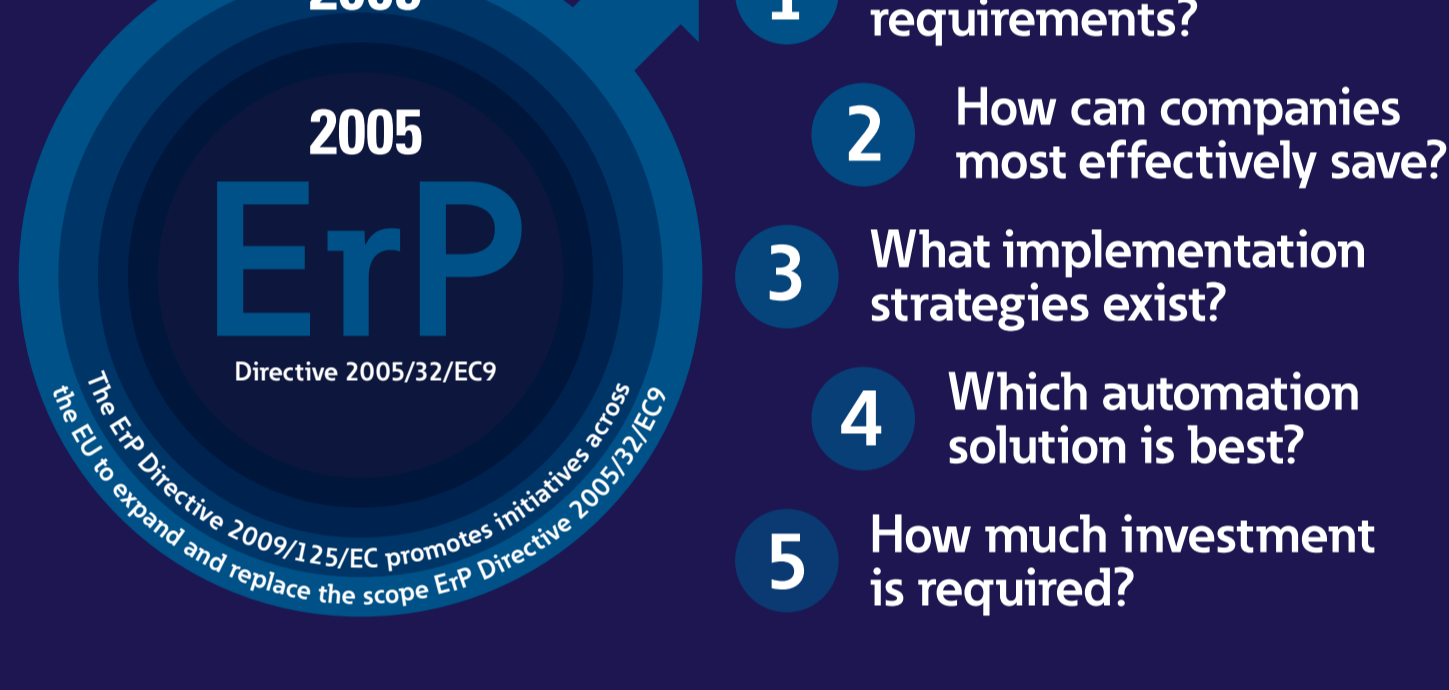 2005
ErP
Directive 2005/32/EC9
The ErP Directive 2009/125/EC promotes initiatives across
the EU to expand and replace the scope ErP Directive 2005/32/EC9
1
requirements?
2
How can companies
most effectively save?
3
What implementation
strategies exist?
4
Which automation
solution is best?
5
How much investment
is required?